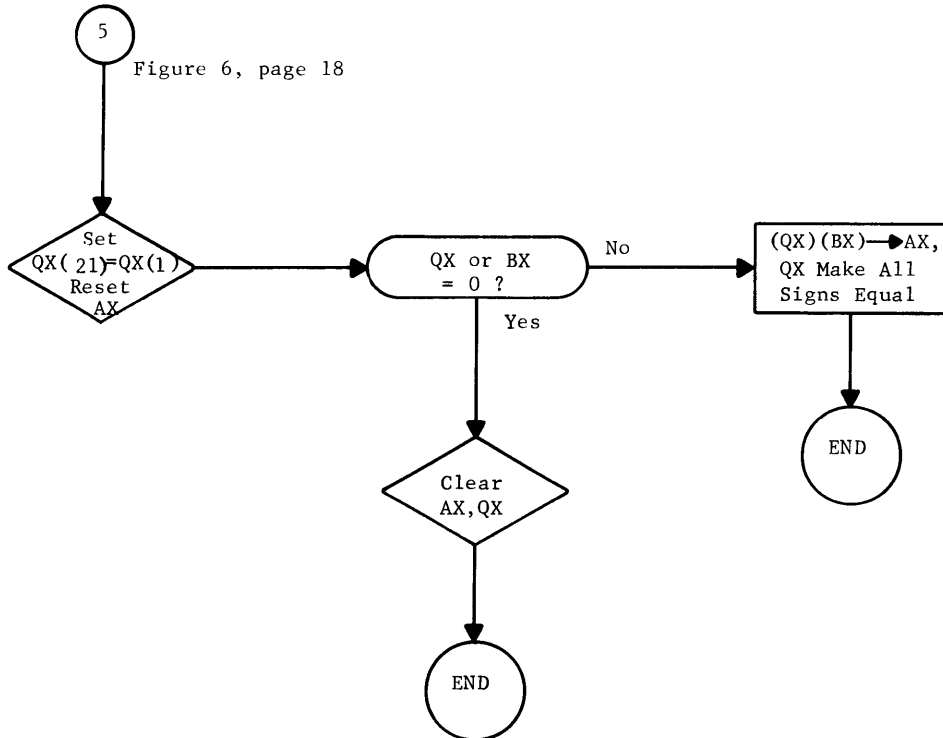 5
Figure 6, page 18
Set
QX( 21)=QX(1)
Reset
AX
QX or BX
= 0 ?
No
Yes
(QX)(BX)→AX,
QX Make All
Signs Equal
END
Clear
AX,QX
END